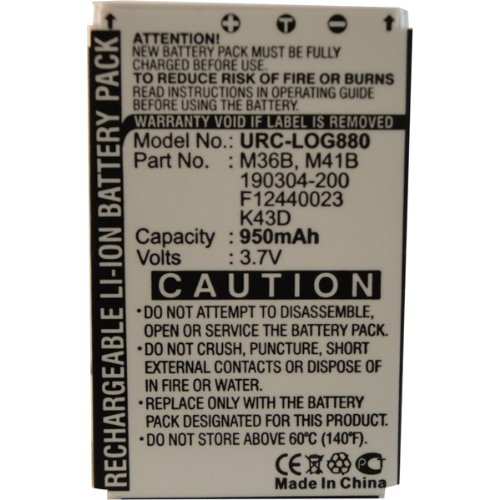 RECHARGEABLE LI-ION BATTERY PACK
ATTENTION!
NEW BATTERY PACK MUST BE FULLY CHARGED BEFORE USE.
TO REDUCE RISK OF FIRE OR BURNS
READ INSTRUCTIONS IN OPERATING GUIDE
BEFORE USING
WARRANTY VOID IF LABEL IS REMOVED
Model No.: URC-LOG880
Part No.: M36B, M41B
190304-200
F12440023
K43D
Capacity : 950mAh
Volts : 3.7V
CAUTION
- DO NOT ATTEMPT TO DISASSEMBLE,
OPEN OR SERVICE THE BATTERY PACK.
- DO NOT CRUSH, PUNCTURE, SHORT
EXTERNAL CONTACTS OR DISPOSE OF
IN FIRE OR WATER.
- USE ONLY WITH THE BATTERY PACK
CHARGER DESIGNATED FOR THIS PRODUCT.
- DO NOT STORE ABOVE 60°C (140°F).
Li-ion
CE
Made In China